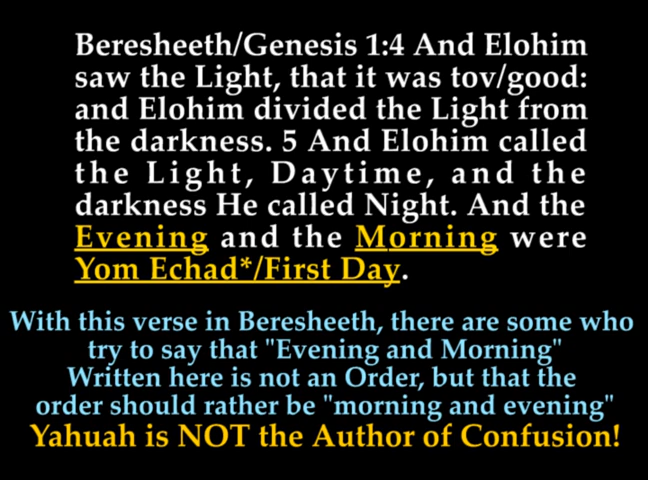 Beresheeth/Genesis 1:4 And Elohim
saw the Light, that it was tov/good:
and Elohim divided the Light from
the darkness. 5 And Elohim called
the Light, Daytime, and the
darkness He called Night. And the
Evening and the Morning were
Yom Echad*/First Day.
With this verse in Beresheeth, there are some who
try to say that "Evening and Morning"
Written here is not an Order, but that the
order should rather be "morning and evening"
Yahuah is NOT the Author of Confusion!